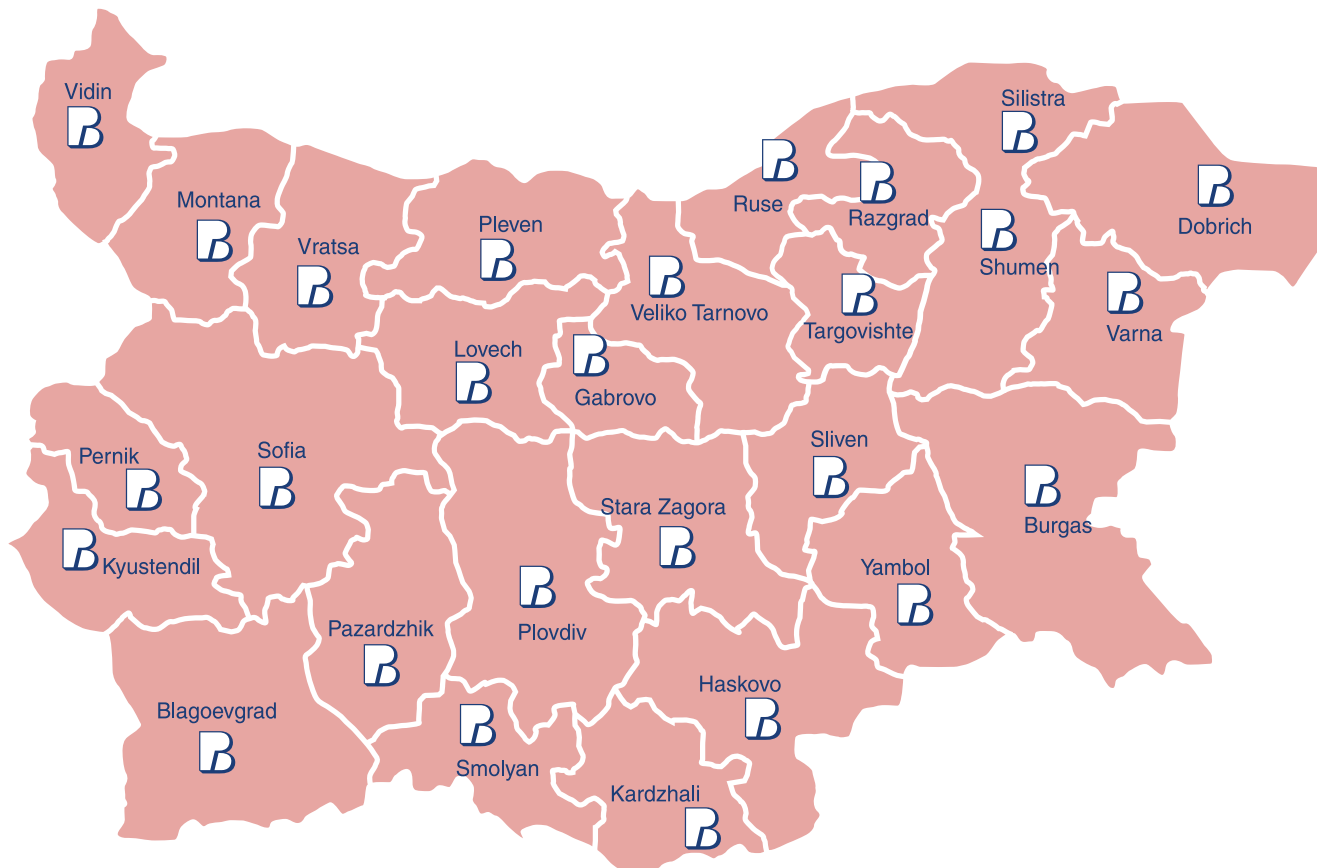 Vidin
Silistra
Montana
Ruse
Razgrad
Pleven
Dobrich
Vratsa
Shumen
Veliko Tarnovo
Targovishte
Varna
Lovech
Gabrovo
Sliven
Sofia
Pernik
Stara Zagora
Burgas
Kyustendil
Yambol
Pazardzhik
Plovdiv
Haskovo
Blagoevgrad
Smolyan
Kardzhali